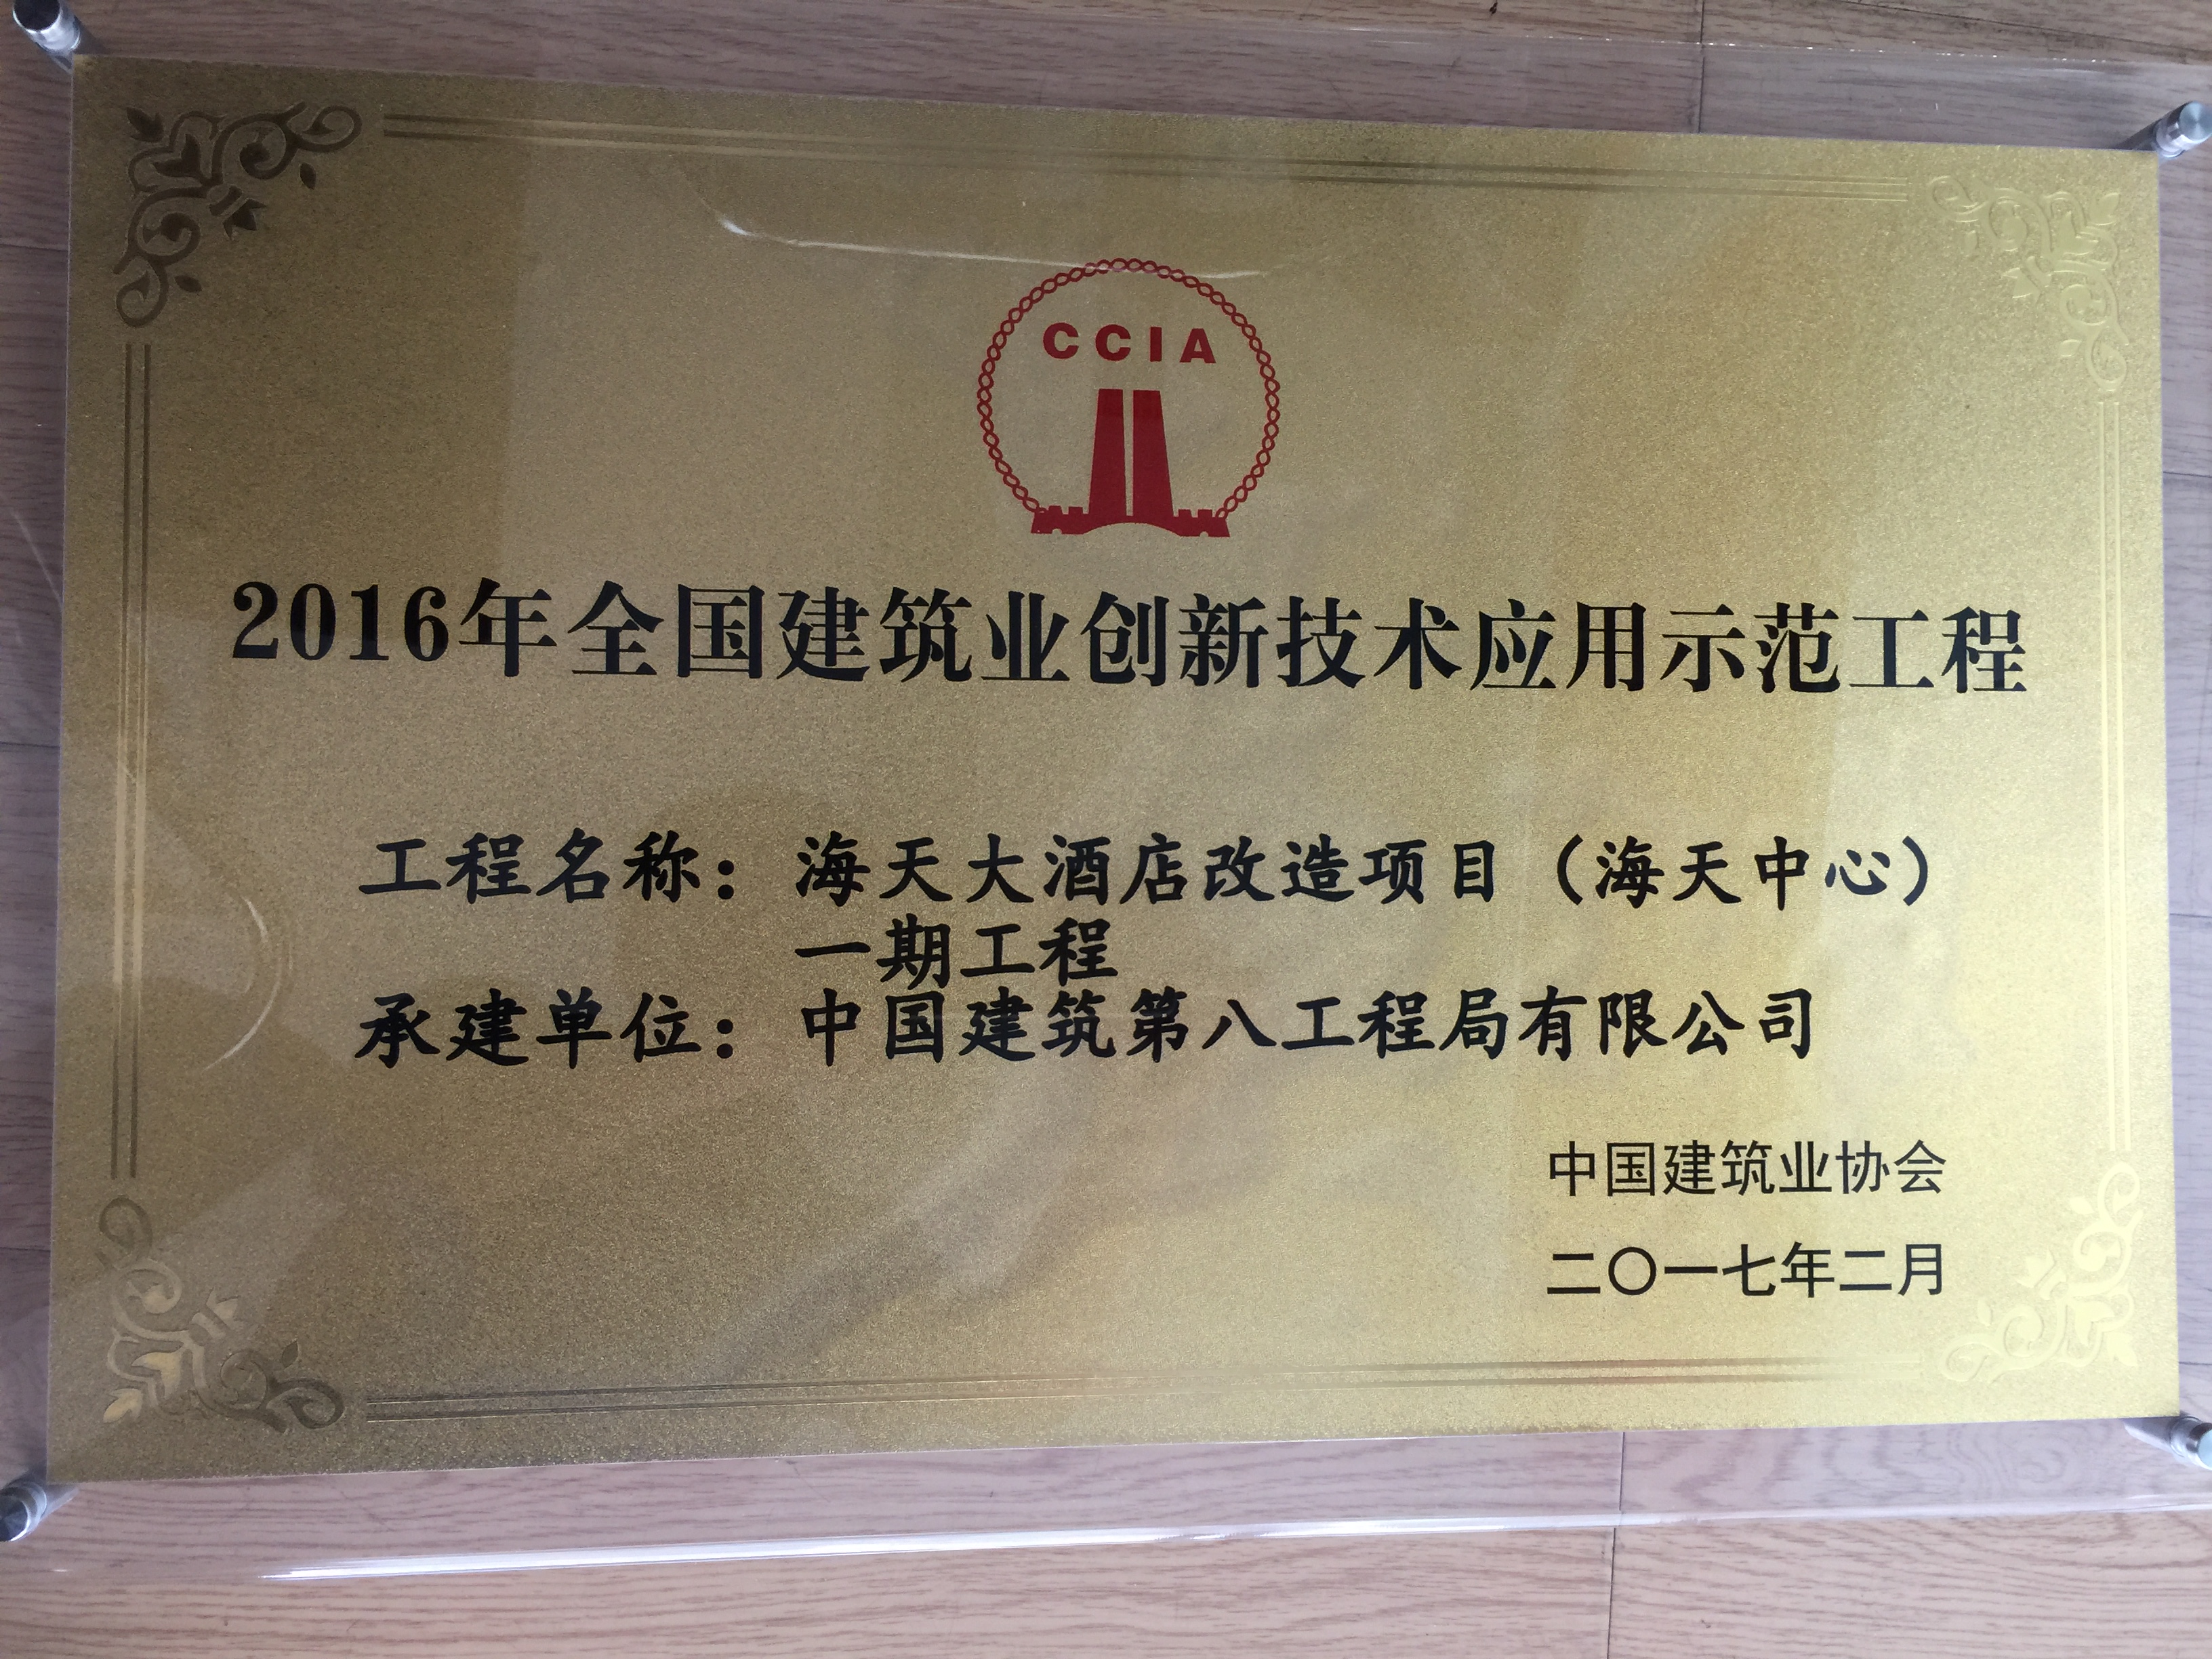 CCIA
2016年全国建筑业创新技术应用示范工程
工程名称：海天大酒店改造项目（海天中心）
一期工程
承建单位：中国建筑第八工程局有限公司
中国建筑业协会
二〇一七年二月